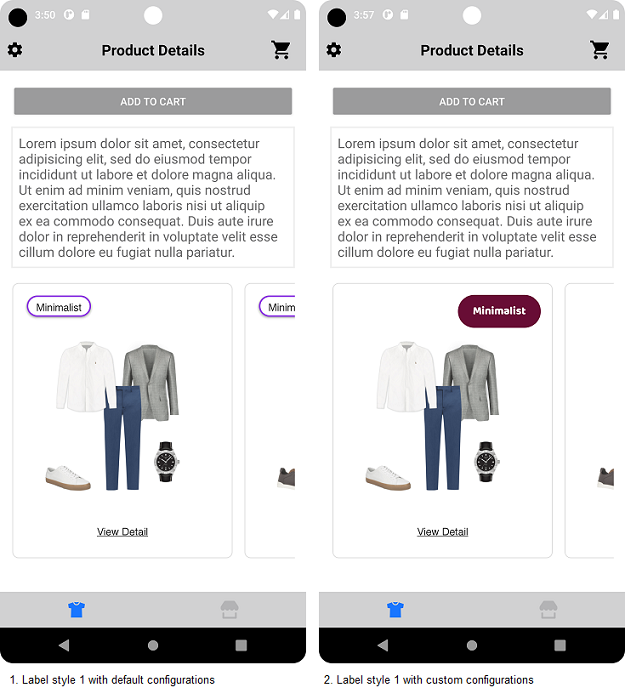 3:50
Product Details
ADD TO CART
Lorem ipsum dolor sit amet, consectetur
adipisicing elit, sed do eiusmod tempor
incididunt ut labore et dolore magna aliqua.
Ut enim ad minim veniam, quis nostrud
exercitation ullamco laboris nisi ut aliquip
ex ea commodo consequat. Duis aute irure
dolor in reprehenderit in voluptate velit esse
cillum dolore eu fugiat nulla pariatur.
Minimalist
Minim
View Detail
1. Label style 1 with default configurations
3:57
Product Details
ADD TO CART
Lorem ipsum dolor sit amet, consectetur
adipisicing elit, sed do eiusmod tempor
incididunt ut labore et dolore magna aliqua.
Ut enim ad minim veniam, quis nostrud
exercitation ullamco laboris nisi ut aliquip
ex ea commodo consequat. Duis aute irure
dolor in reprehenderit in voluptate velit esse
cillum dolore eu fugiat nulla pariatur.
Minimalist
View Detail
2. Label style 1 with custom configurations